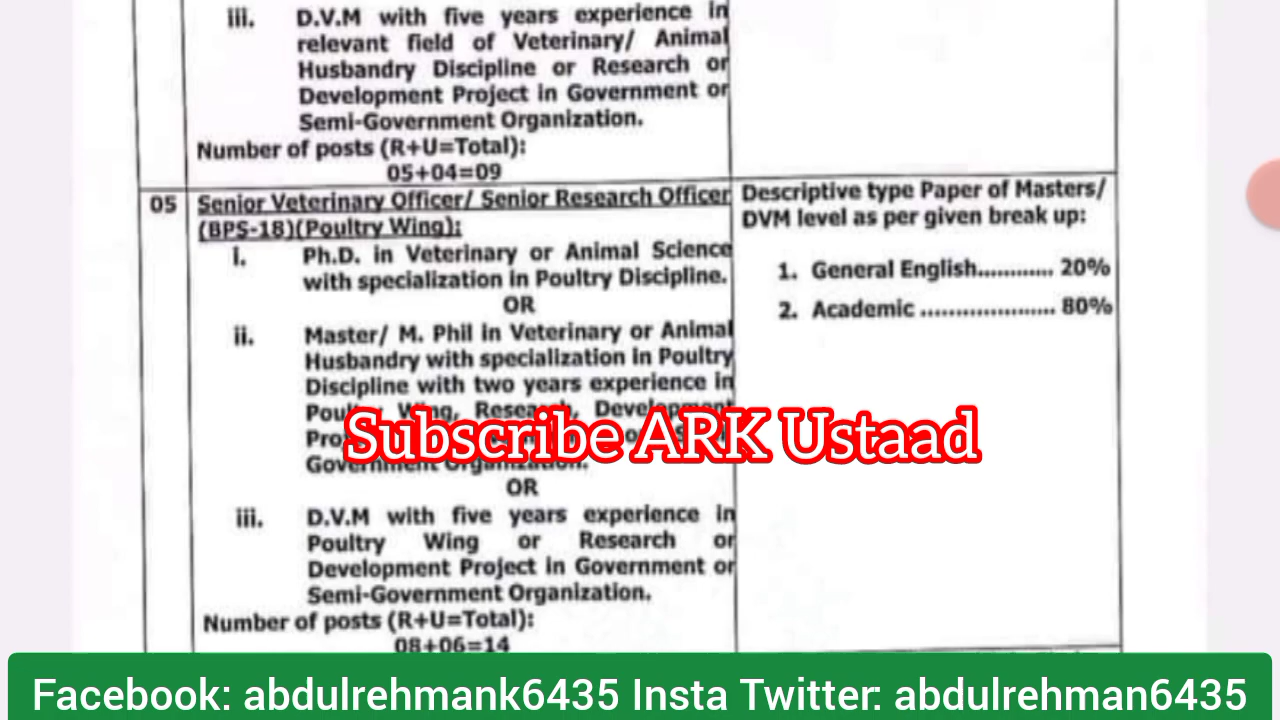 iii. D.V.M with five years experience in
relevant field of Veterinary/ Animal
Husbandry Discipline or Research or
Development Project in Government or
Semi-Government Organization.
Number of posts (R+U=Total):
05+04=09
05 Senior Veterinary Officer/ Senior Research Officer
(BPS-18)(Poultry Wing):
i. Ph.D. in Veterinary or Animal Science
with specialization in Poultry Discipline.
OR
ii. Master/ M. Phil in Veterinary or Animal
Husbandry with specialization in Poultry
Discipline with two years experience in
Poultry Wing, Research, Development
Government Organization.
OR
iii. D.V.M with five years experience in
Poultry Wing or Research or
Development Project in Government or
Semi-Government Organization.
Number of posts (R+U=Total):
08+06=14
Descriptive type Paper of Masters/
DVM level as per given break up:
1. General English............ 20%
2. Academic ................... 80%
Subscribe ARK Ustaad
Facebook: abdulrehmank6435 Insta Twitter: abdulrehman6435